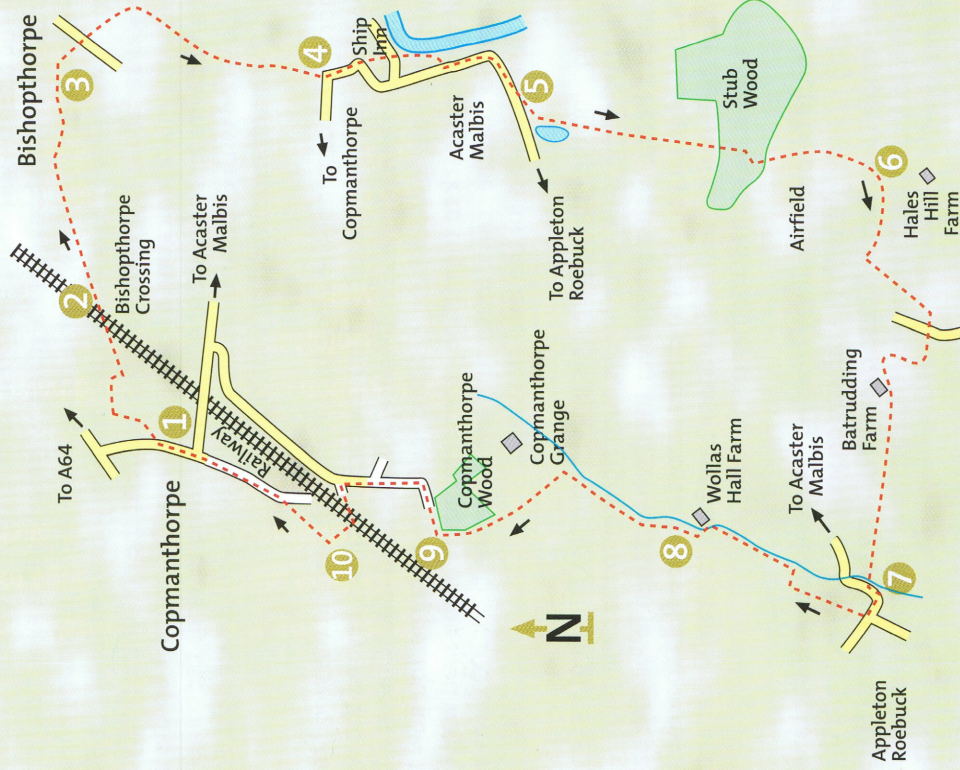 Bishopthorpe
3
Ship
Inn
4
To
Copmanthorpe
Acaster
Malbis
5
Stub
Wood
2
Bishopthorpe
Crossing
To Acaster
Malbis
To Appleton
Roebuck
Airfield
6
Hales
Hill
Farm
To A64
1
Railway
Copmanthorpe
10
9
Copmanthorpe
Wood
Copmanthorpe
Grange
Wollas
Hall Farm
8
Batrudding
Farm
To Acaster
Malbis
7
N
Appleton
Roebuck